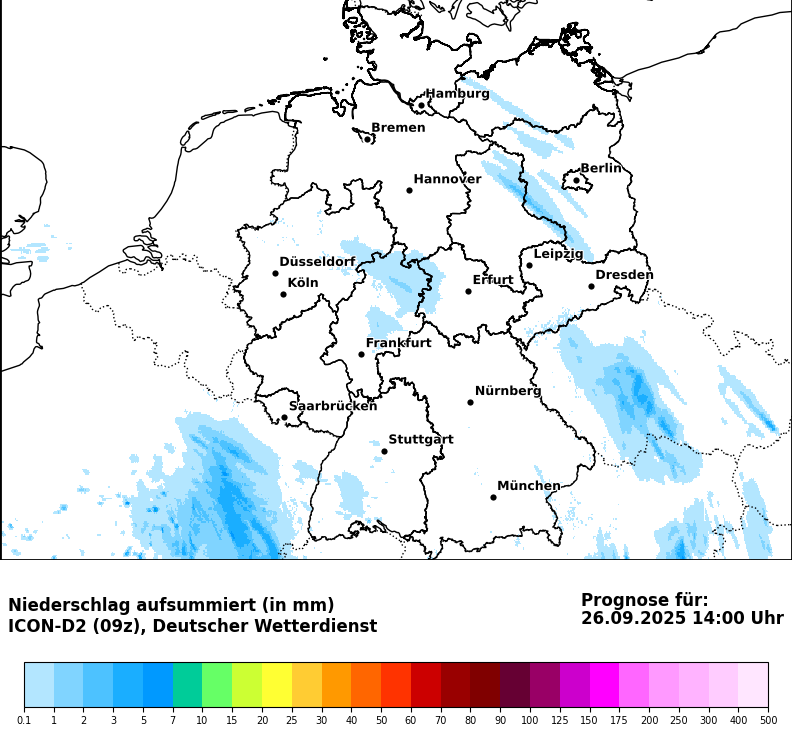 Hamburg
Bremen
Berlin
Hannover
Leipzig
Düsseldorf
Dresden
Köln
Erfurt
Frankfurt
Nürnberg
Saarbrücken
Stuttgart
München
Niederschlag aufsummiert (in mm)
ICON-D2 (09z), Deutscher Wetterdienst
Prognose für:
26.09.2025 14:00 Uhr
0.1 1 2 3 5 7 10 15 20 25 30 40 50 60 70 80 90 100 125 150 175 200 250 300 400 500